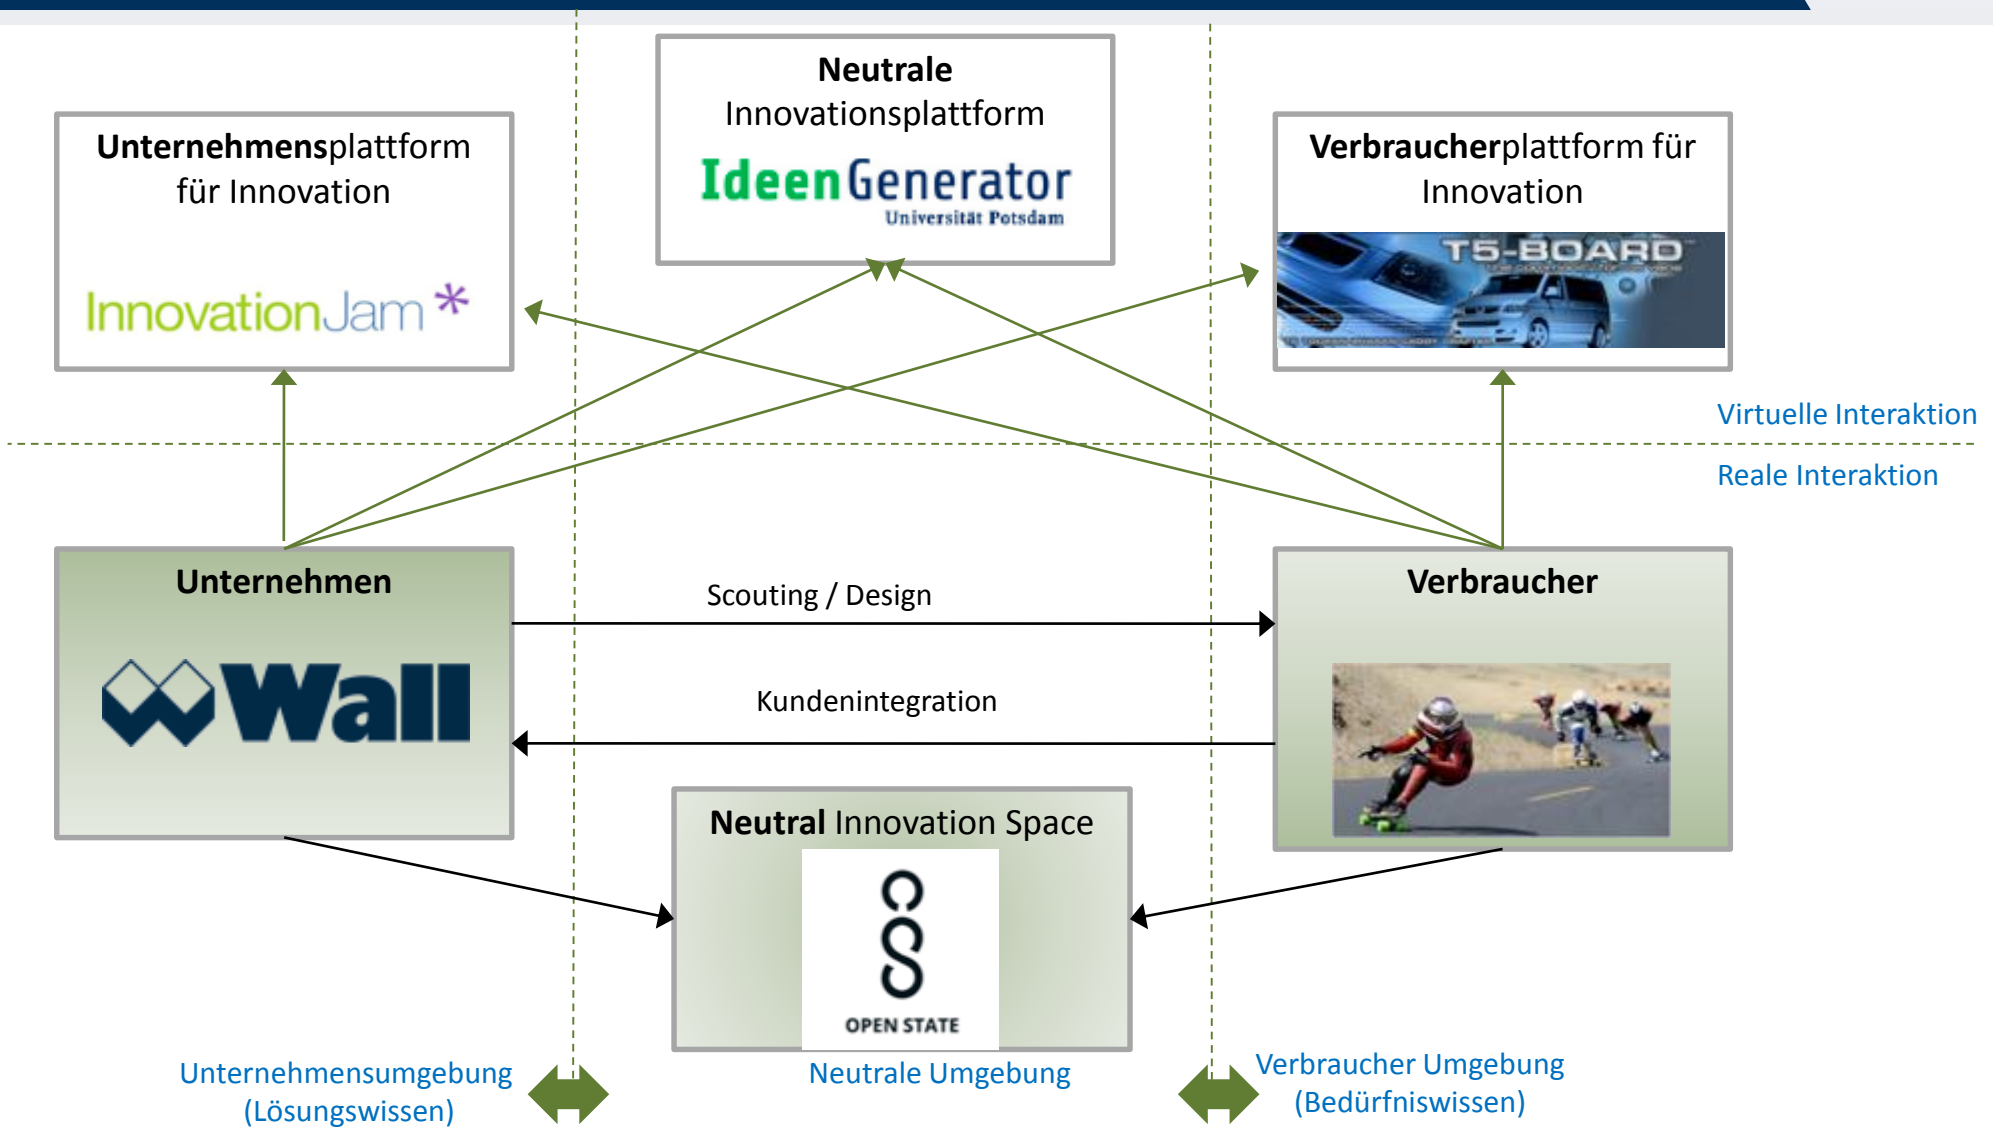 Neutrale
Innovationsplattform
IdeenGenerator
Universität Potsdam
Unternehmensplattform
für Innovation
InnovationJam*
Verbraucherplattform für
Innovation
T5-BOARD
Virtuelle Interaktion
Reale Interaktion
Unternehmen
Wall
Scouting / Design
Kundenintegration
Verbraucher
Neutral Innovation Space
OPEN STATE
Unternehmensumgebung
(Lösungswissen)
Neutrale Umgebung
Verbraucher Umgebung
(Bedürfniswissen)